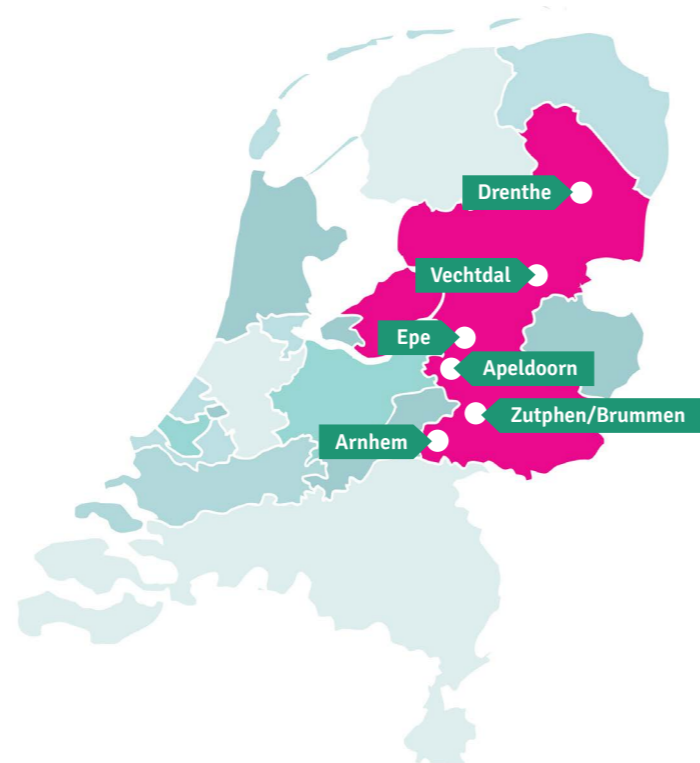 Drenthe
Vechtdal
Epe
Apeldoorn
Zutphen/Brummen
Arnhem